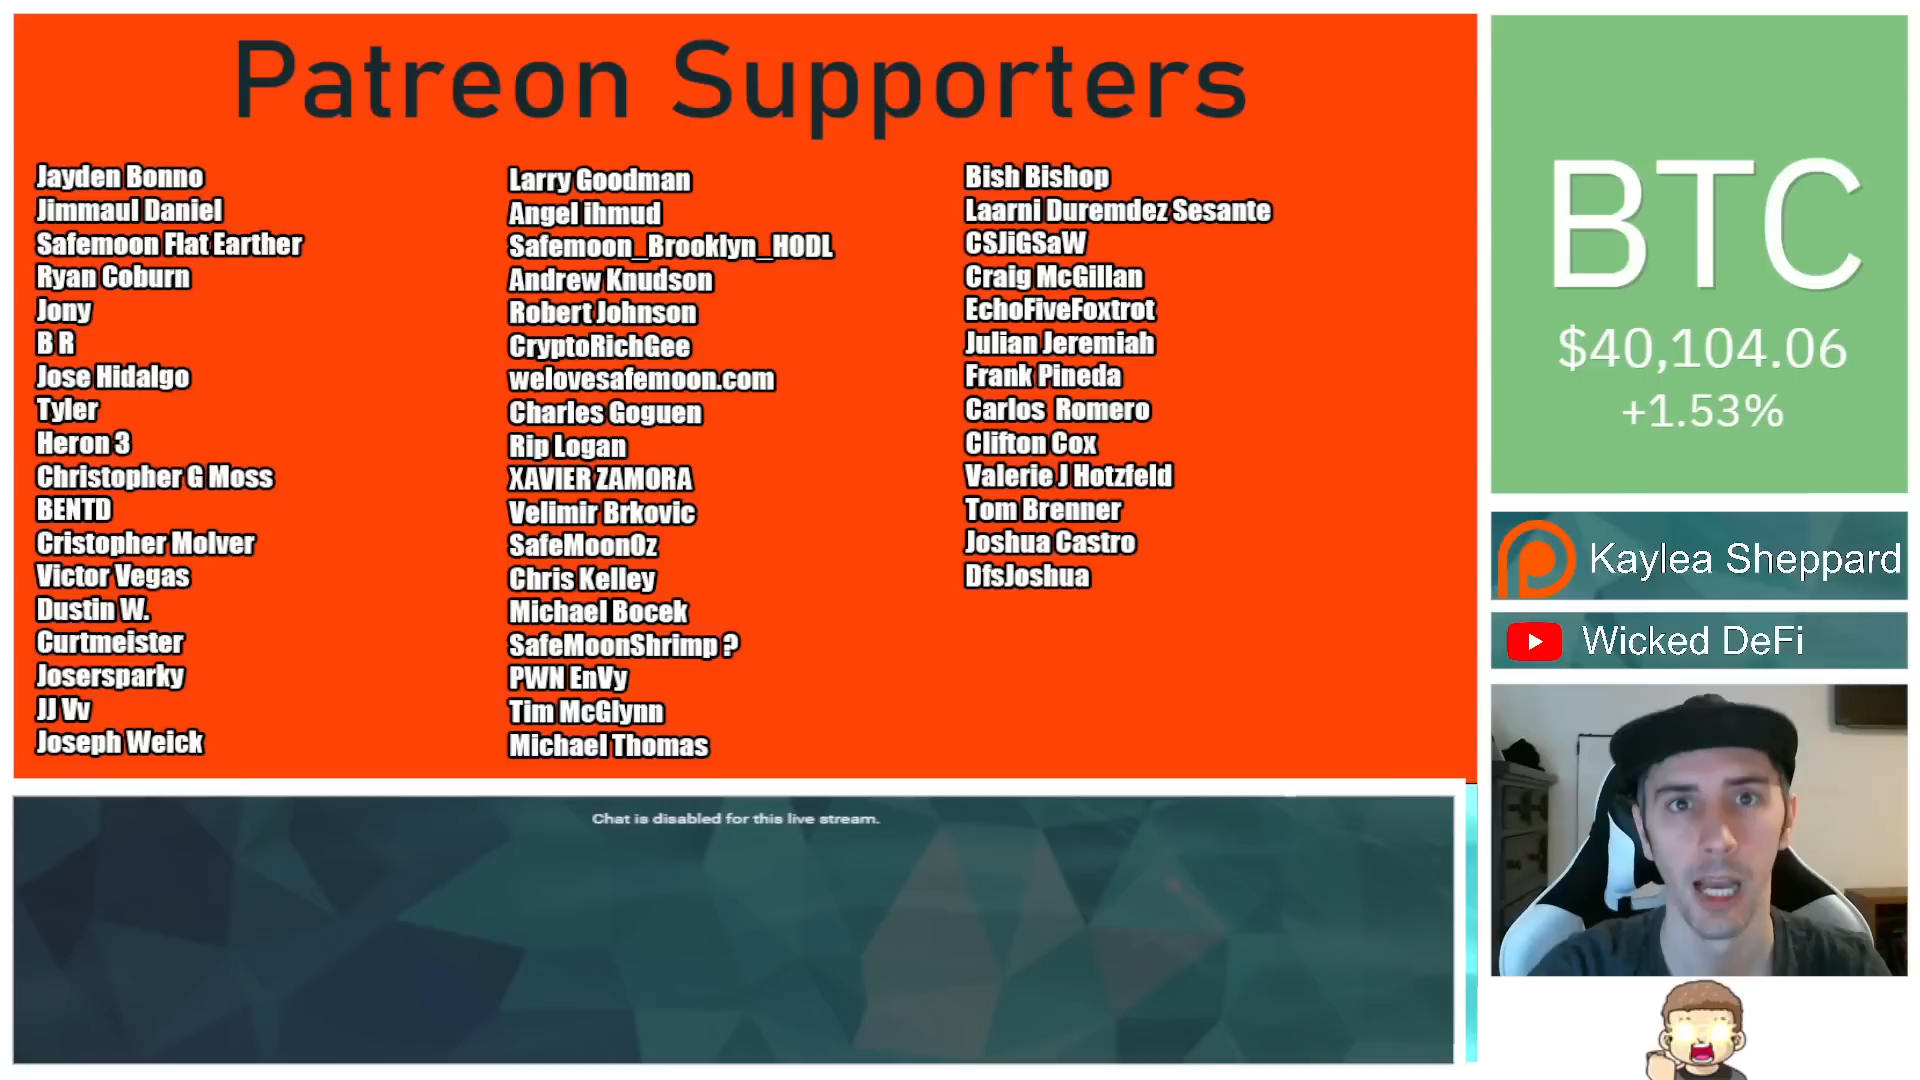 Patreon Supporters
Jayden Bonno
Jimmaul Daniel
Safemoon Flat Earther
Ryan Coburn
Jony
B R
Jose Hidalgo
Tyler
Heron 3
Christopher G Moss
BENTD
Cristopher Molver
Victor Vegas
Dustin W.
Curtmeister
Josersparky
JJ Vv
Joseph Weick
Larry Goodman
Angel ihmud
Safemoon_Brooklyn_HODL
Andrew Knudson
Robert Johnson
CryptoRichGee
welovesafemoon.com
Charles Goguen
Rip Logan
XAVIER ZAMORA
Velimir Brkovic
SafeMoonOz
Chris Kelley
Michael Bocek
SafeMoonShrimp ?
PWN EnVy
Tim McGlynn
Michael Thomas
Bish Bishop
Laarni Duremdez Sesante
CSJiGSaW
Craig McGillan
EchoFiveFoxtrot
Julian Jeremiah
Frank Pineda
Carlos Romero
Clifton Cox
Valerie J Hotzfeld
Tom Brenner
Joshua Castro
DfsJoshua
BTC
$40,104.06
+1.53%
Kaylea Sheppard
Wicked DeFi
Chat is disabled for this live stream.